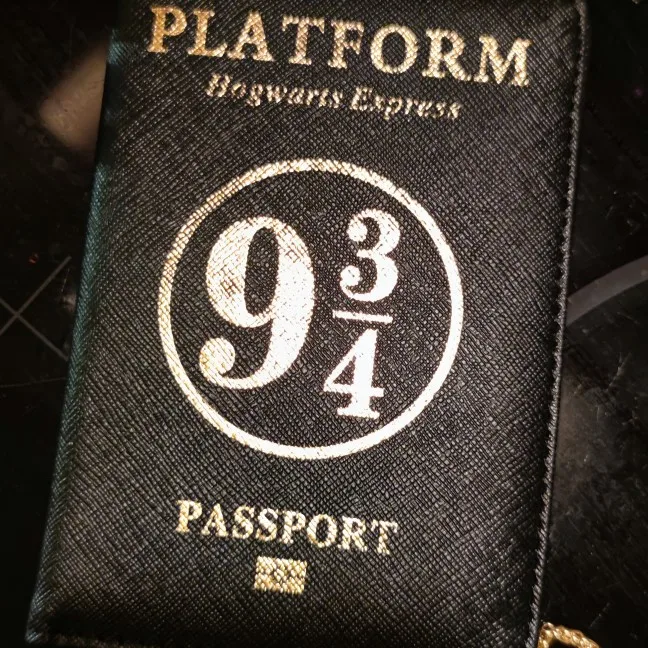 PLATFORM
Hogwarts Express
9 3/4
PASSPORT